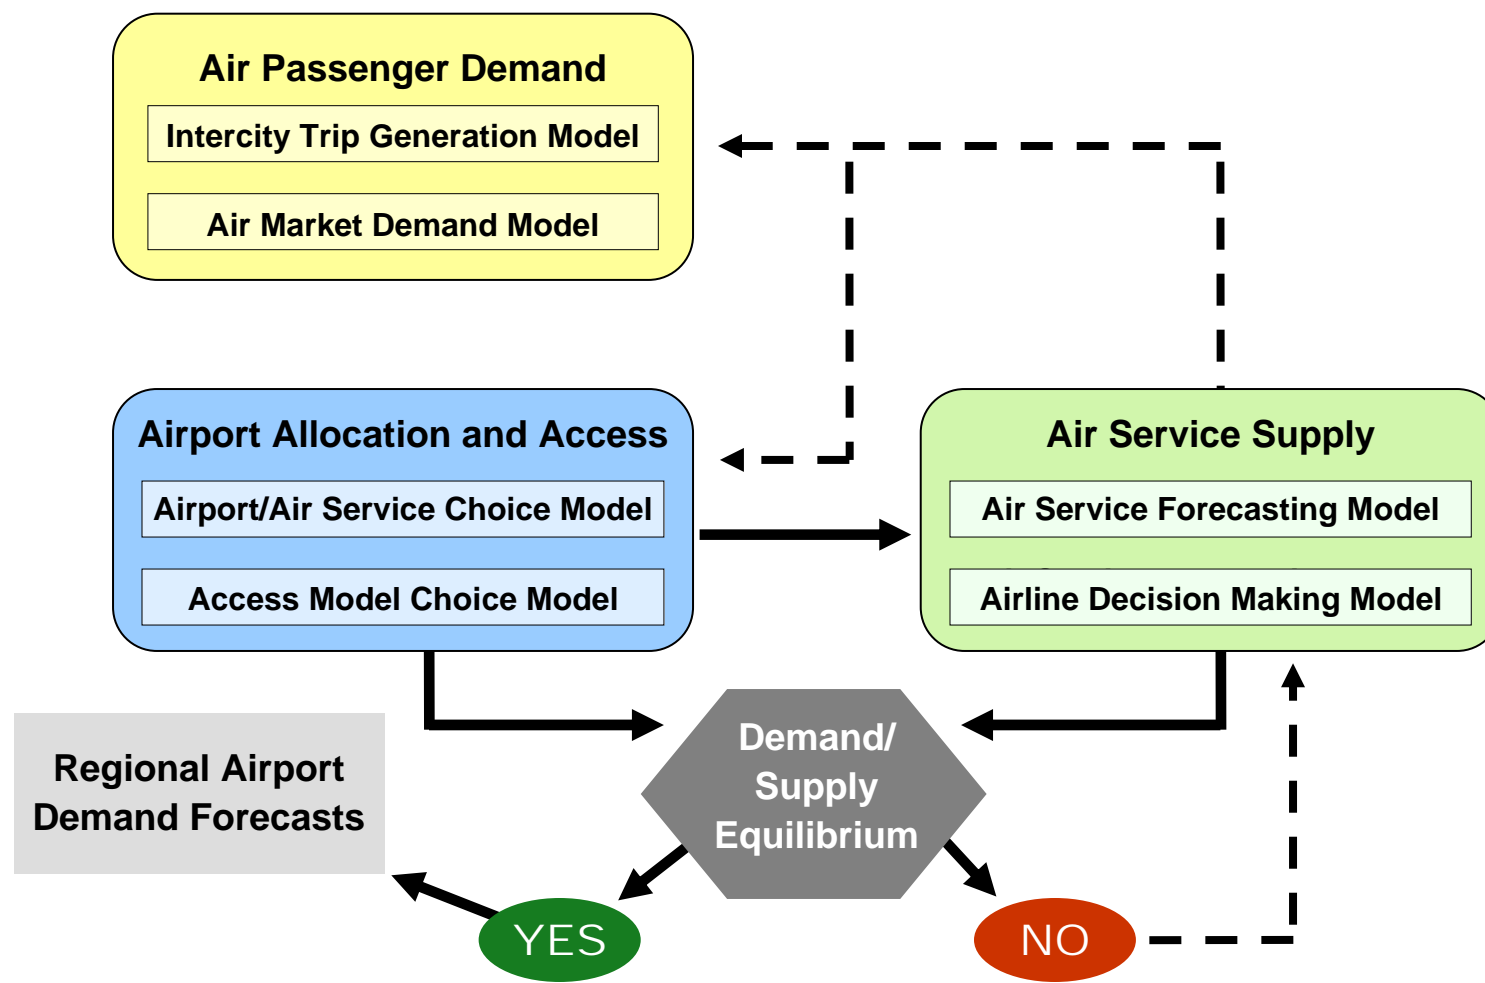 Air Passenger Demand
Intercity Trip Generation Model
Air Market Demand Model
Airport Allocation and Access
Airport/Air Service Choice Model
Access Model Choice Model
Air Service Supply
Air Service Forecasting Model
Airline Decision Making Model
Demand/
Supply
Equilibrium
Regional Airport
Demand Forecasts
YES
NO